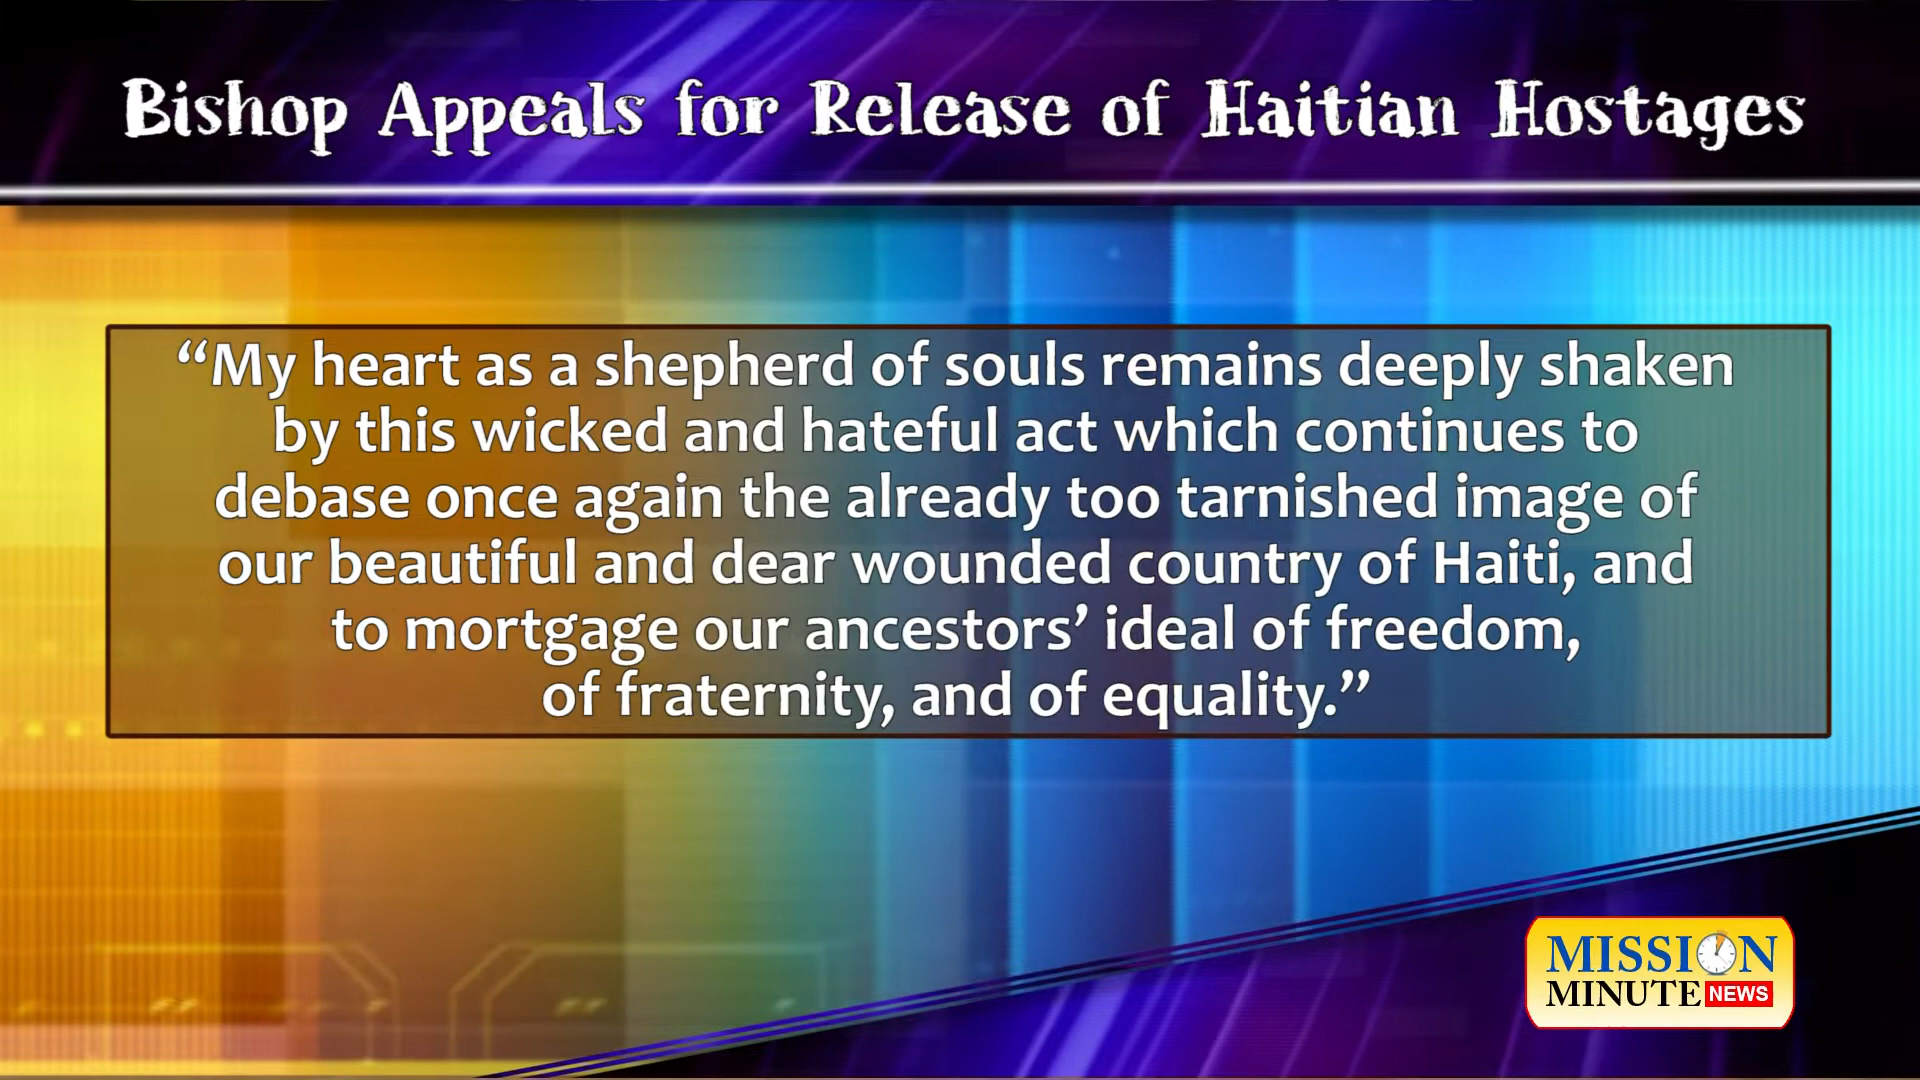 Bishop Appeals for Release of Haitian Hostages
“My heart as a shepherd of souls remains deeply shaken
by this wicked and hateful act which continues to
debase once again the already too tarnished image of
our beautiful and dear wounded country of Haiti, and
to mortgage our ancestors’ ideal of freedom,
of fraternity, and of equality.”
MISSION
MINUTE NEWS